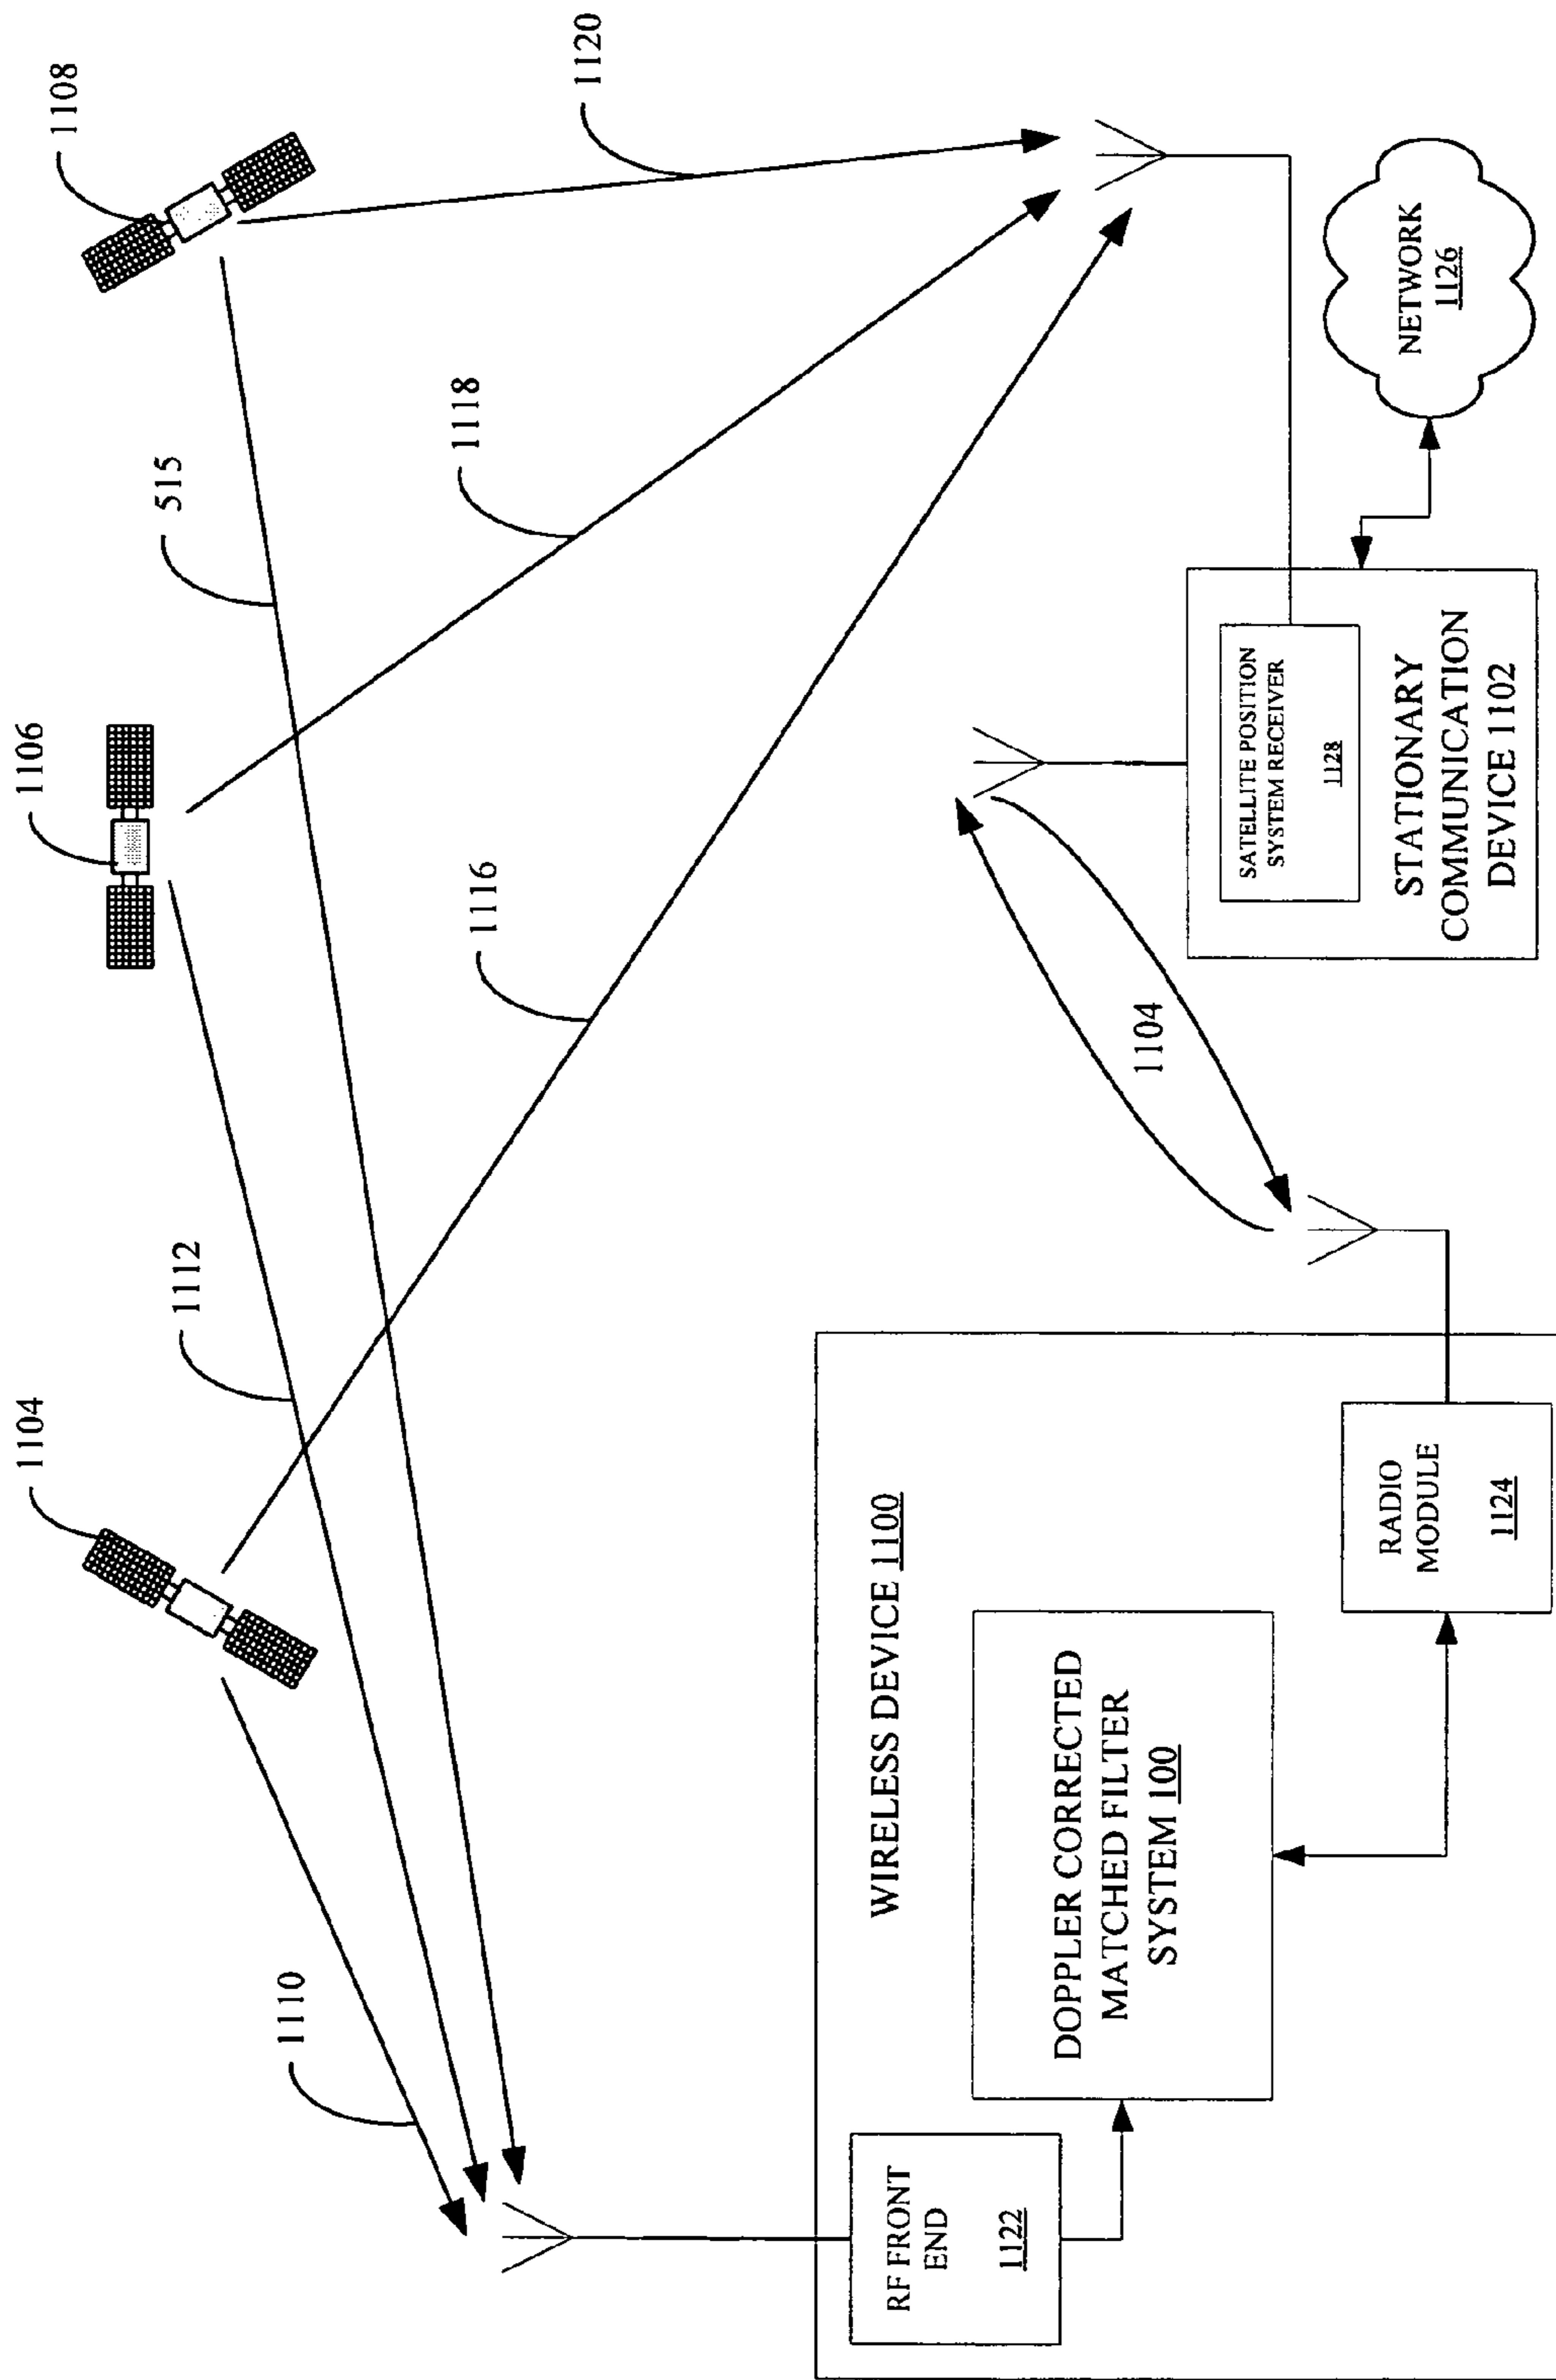 1104
1106
1108
1112
515
1120
1110
1116
1118
WIRELESS DEVICE 1100
RF FRONT
END
1122
DOPPLER CORRECTED
MATCHED FILTER
SYSTEM 100
RADIO
MODULE
1124
1104
SATELLITE POSITION
SYSTEM RECEIVER
1128
STATIONARY
COMMUNICATION
DEVICE 1102
NETWORK
1126